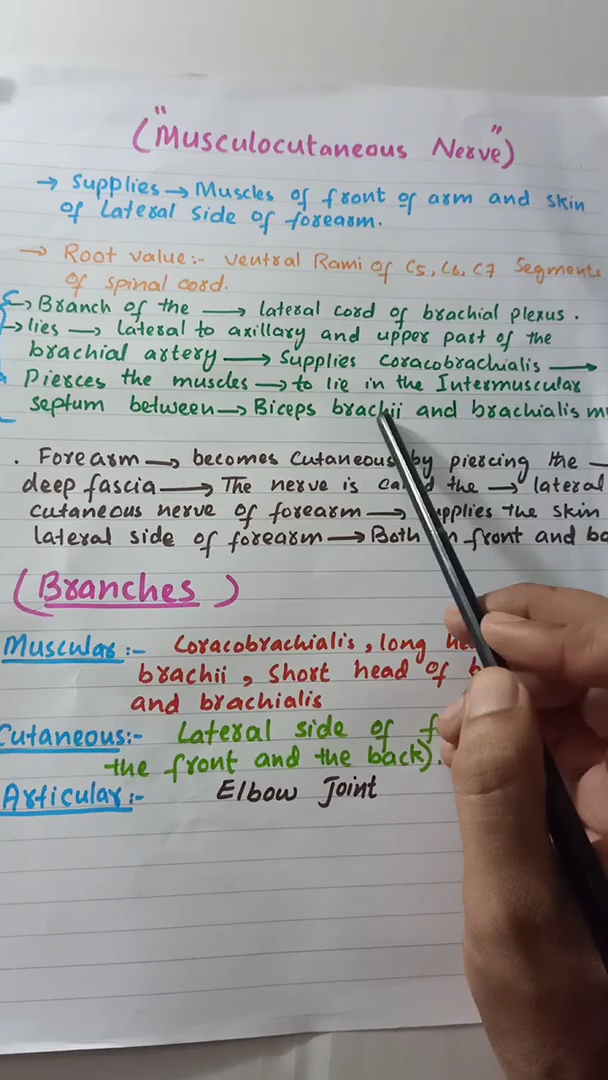 ("Musculocutaneous Nerve")
→ Supplies → Muscles of front of arm and skin
of Lateral side of forearm.
→ Root value:- ventral Rami of C5, C6, C7 Segments
of spinal cord.
→ Branch of the → lateral cord of brachial plexus.
→ lies → lateral to axillary and upper part of the
brachial artery → Supplies coracobrachialis →
Pierces the muscles → to lie in the Intermuscular
septum between → Biceps brachii and brachialis
. Forearm → becomes cutaneous by piercing the →
deep fascia → The nerve is the → lateral
cutaneous nerve of forearm → the skin
lateral side of forearm → Both front and
(Branches)
Muscular:- Coracobrachialis, long
brachii, short head of
and brachialis
Cutaneous:- Lateral side of
the front and the back).
Articular:- Elbow Joint